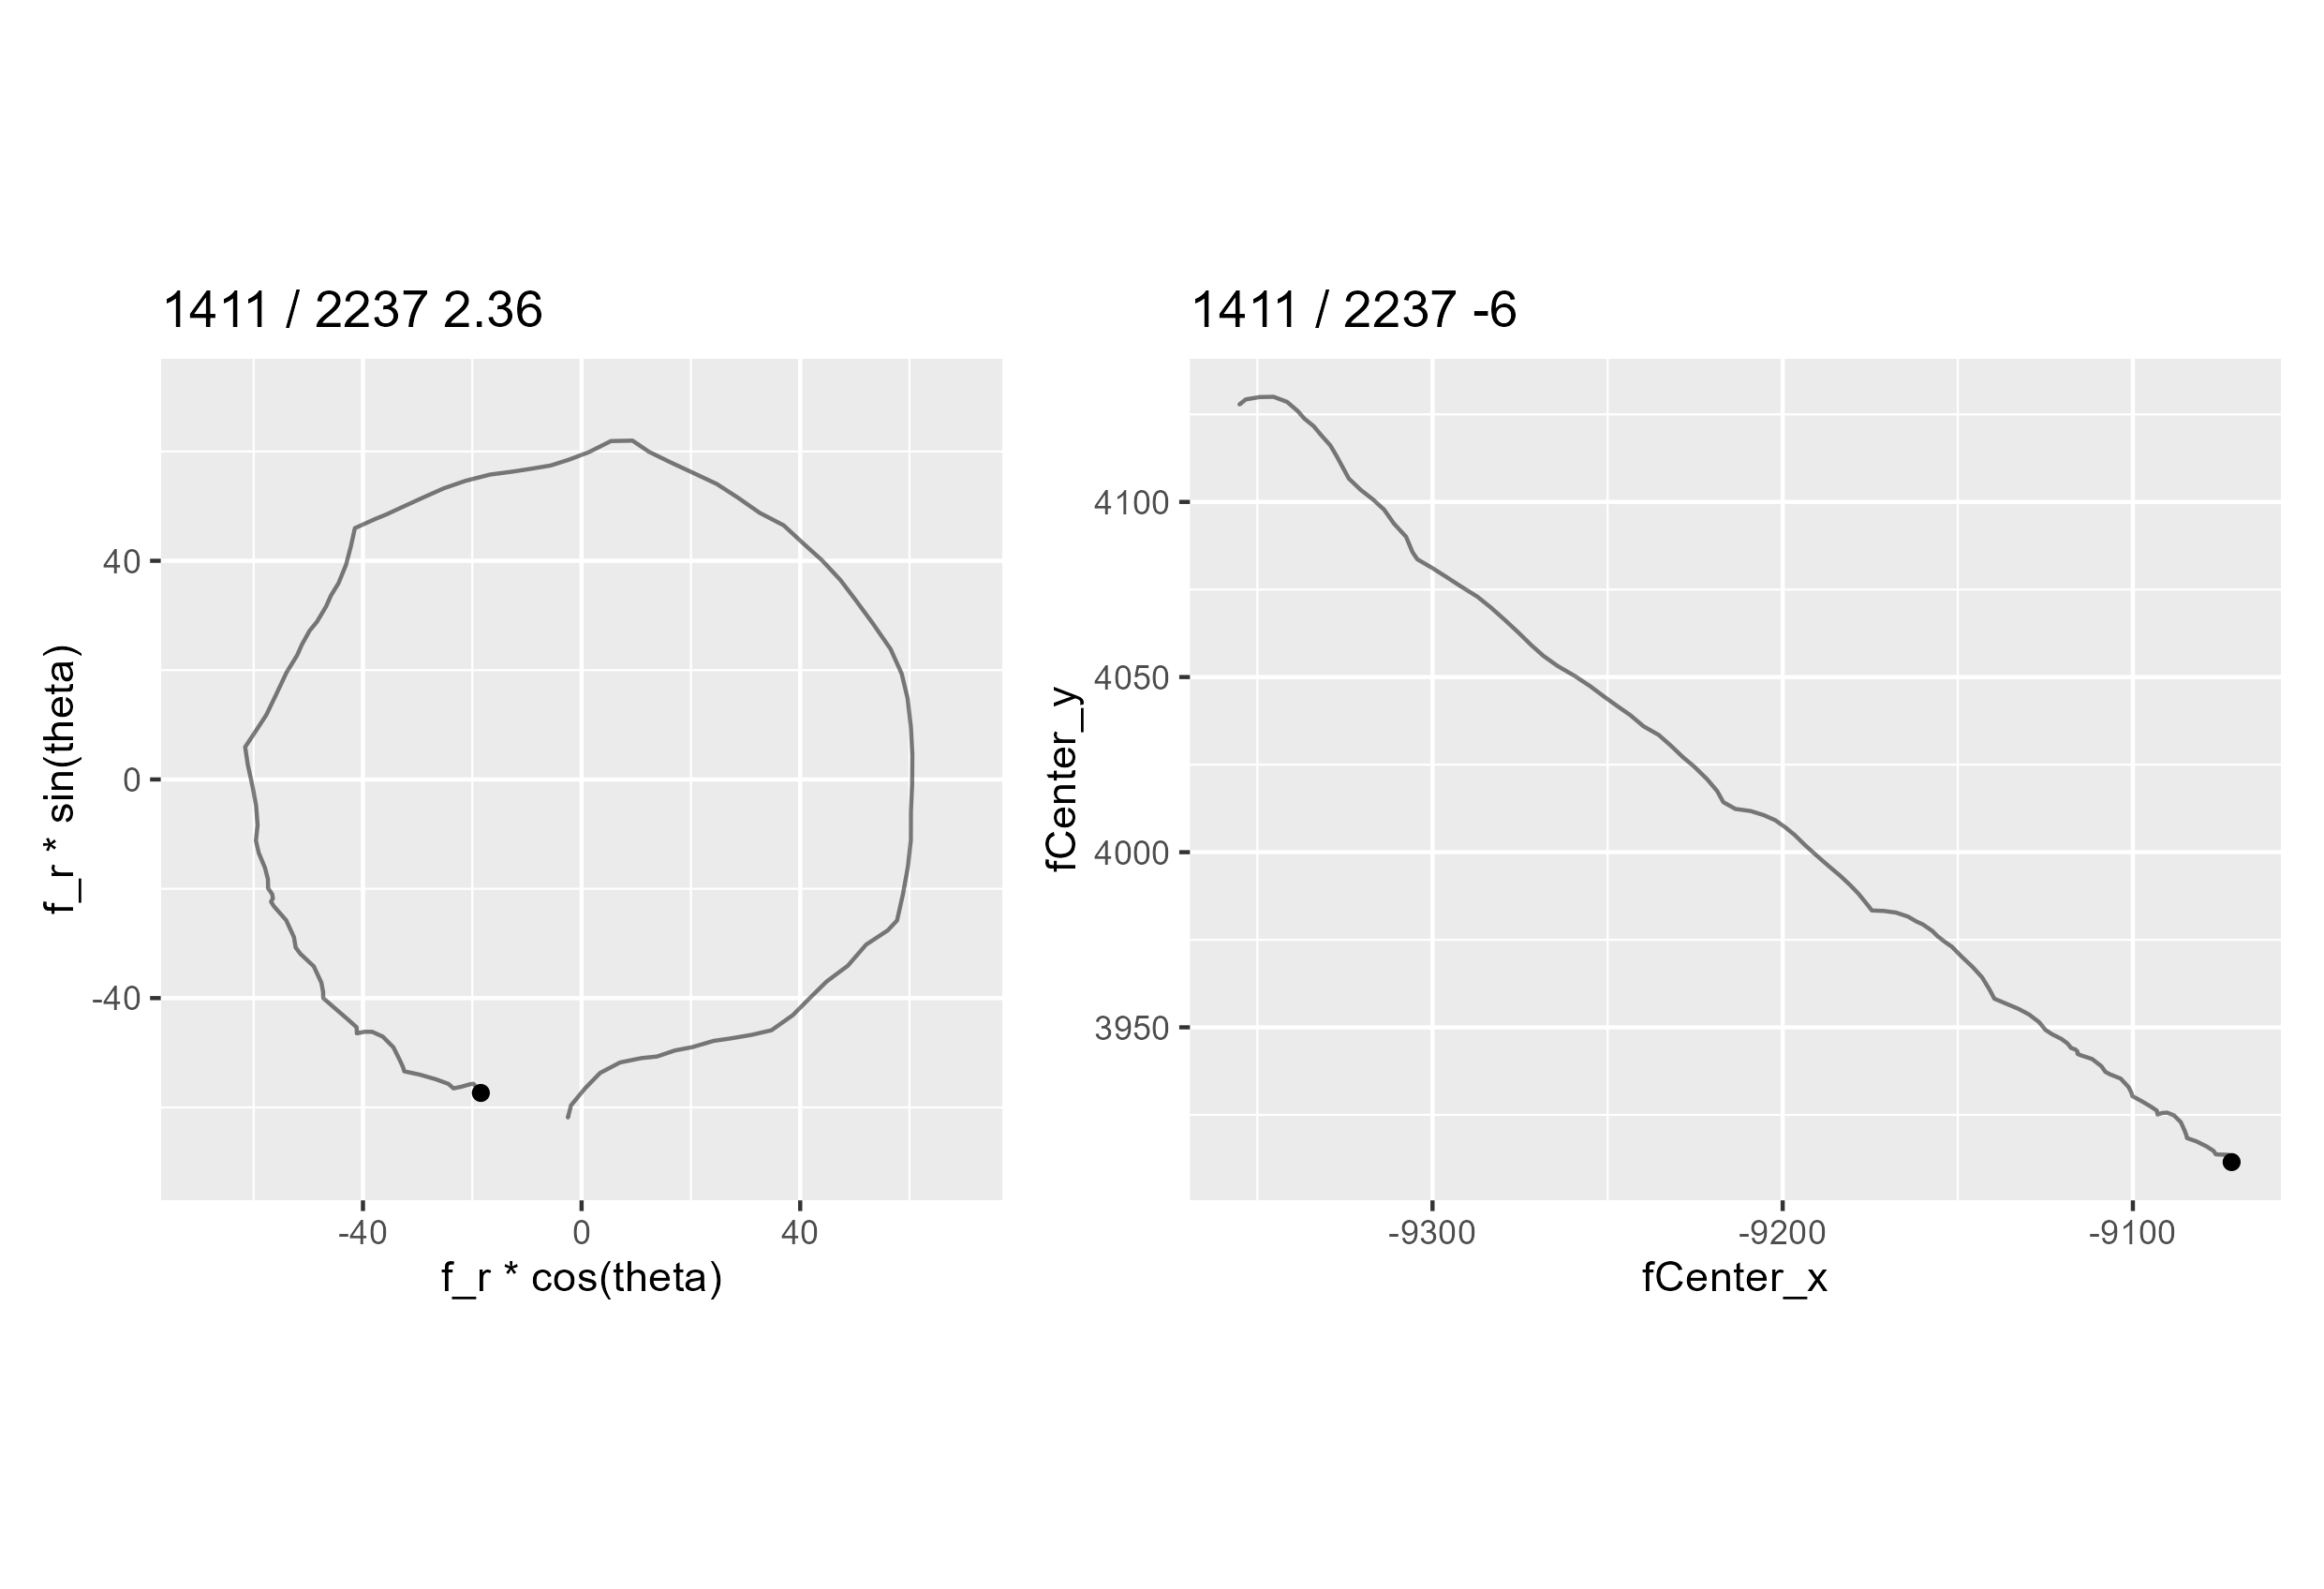 1411 / 2237 2.36
40
0
-40
f_r * sin(theta)
-40 0 40
f_r * cos(theta)
1411 / 2237 -6
4100
4050
4000
3950
fCenter_y
-9300 -9200 -9100
fCenter_x